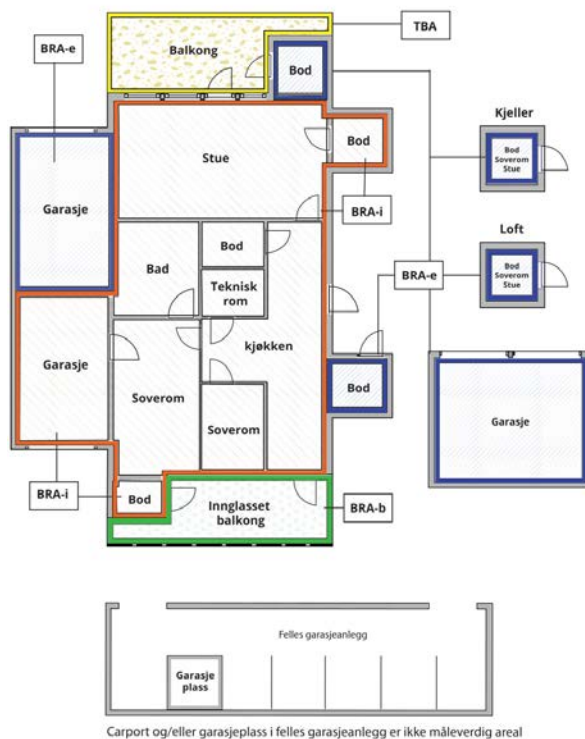 TBA
Balkong
BRA-e
Bod
Kjeller
Bod
Soverom
Stue
Stue
Bod
Garasje
BRA-i
Loft
Bad
Bod
Bod
Soverom
Stue
BRA-e
Teknisk
rom
Garasje
kjøkken
Soverom
Bod
Garasje
Soverom
BRA-i
Bod
Innglasset
balkong
BRA-b
Felles garasjeanlegg
Garasje
plass
Carport og/eller garasjeplass i felles garasjeanlegg er ikke måleverdig areal